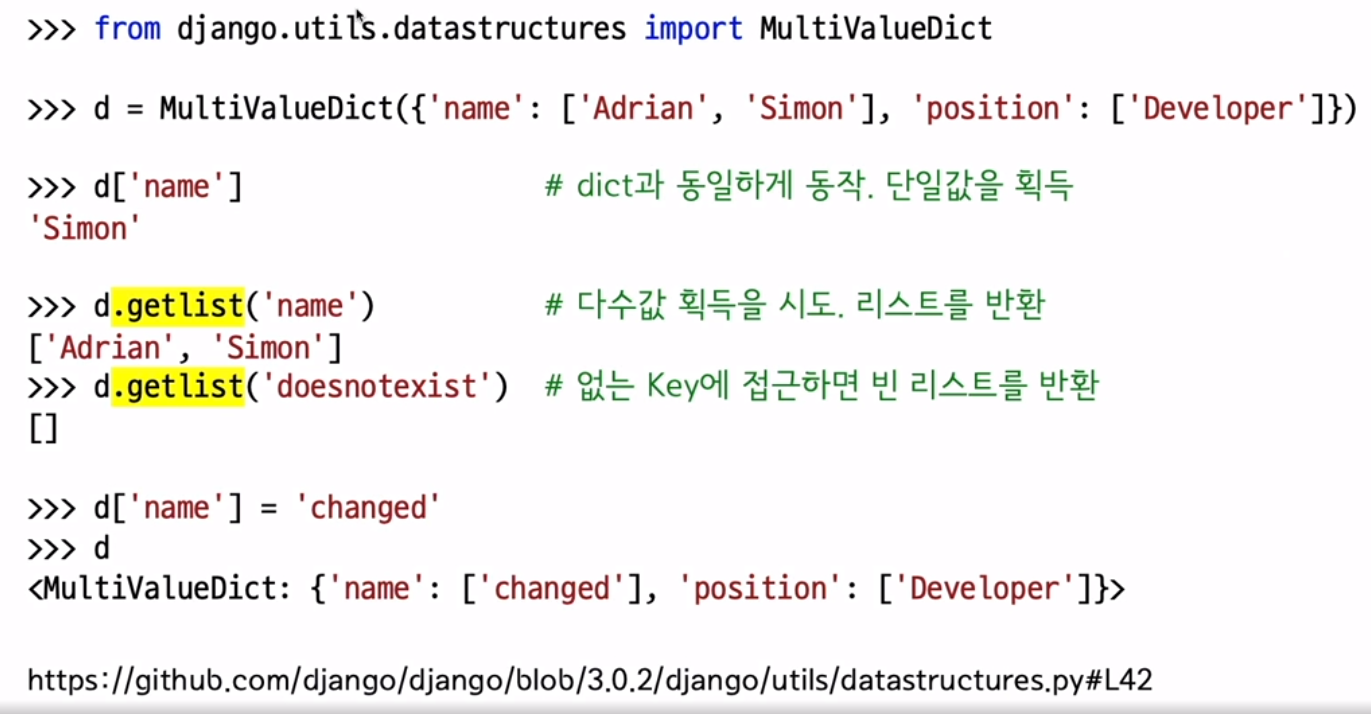 >>> from django.utils.datastructures import MultiValueDict
>>> d = MultiValueDict({'name': ['Adrian', 'Simon'], 'position': ['Developer']})
>>> d['name'] # dict과 동일하게 동작. 단일값을 획득
'Simon'
>>> d.getlist('name') # 다수값 획득을 시도. 리스트를 반환
['Adrian', 'Simon']
>>> d.getlist('doesnotexist') # 없는 Key에 접근하면 빈 리스트를 반환
[]
>>> d['name'] = 'changed'
>>> d
<MultiValueDict: {'name': ['changed'], 'position': ['Developer']}>
https://github.com/django/django/blob/3.0.2/django/utils/datastructures.py#L42